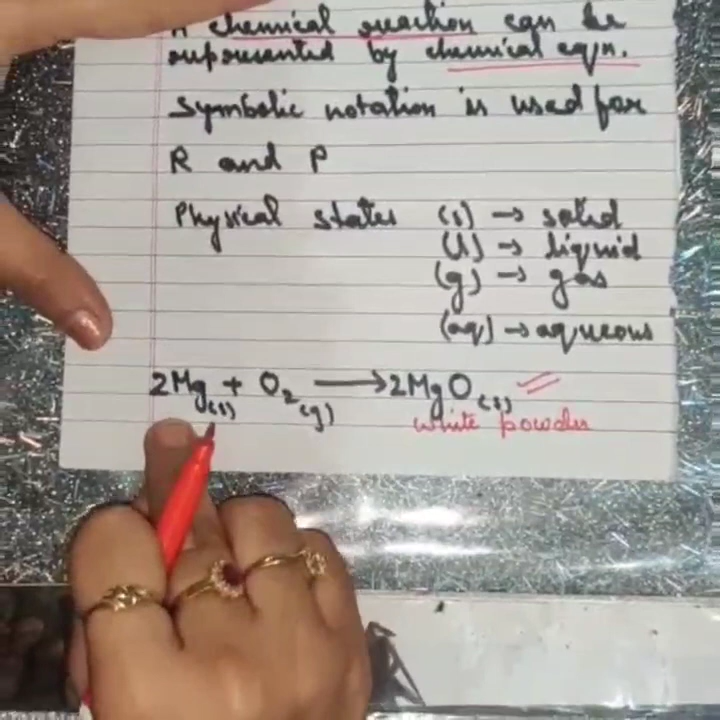 A chemical reaction can be
represented by chemical eqn.
Symbolic notation is used for
R and P
Physical states (s) → solid
(l) → liquid
(g) → gas
(aq) → aqueous
2Mg(s) + O2(g) → 2MgO(s)
white powder